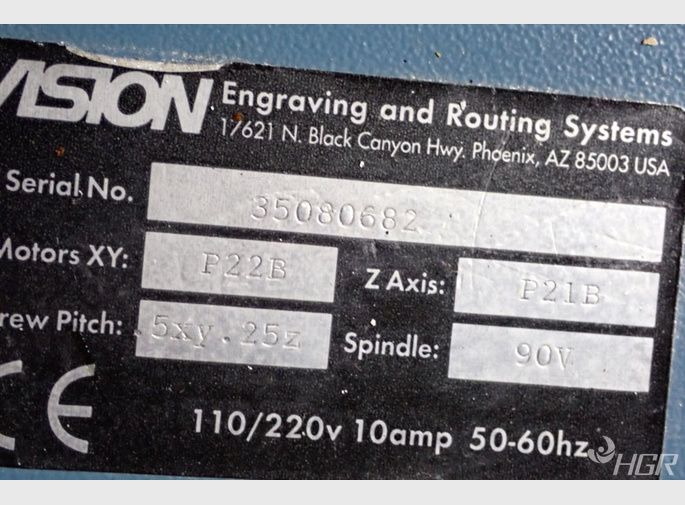 VISION Engraving and Routing Systems
17621 N. Black Canyon Hwy. Phoenix, AZ 85003 USA
Serial No. 35080682
Motors XY: P22B Z Axis: P21B
rew Pitch: 5xy.25z Spindle: 90V
CE 110/220v 10amp 50-60hz
HGR